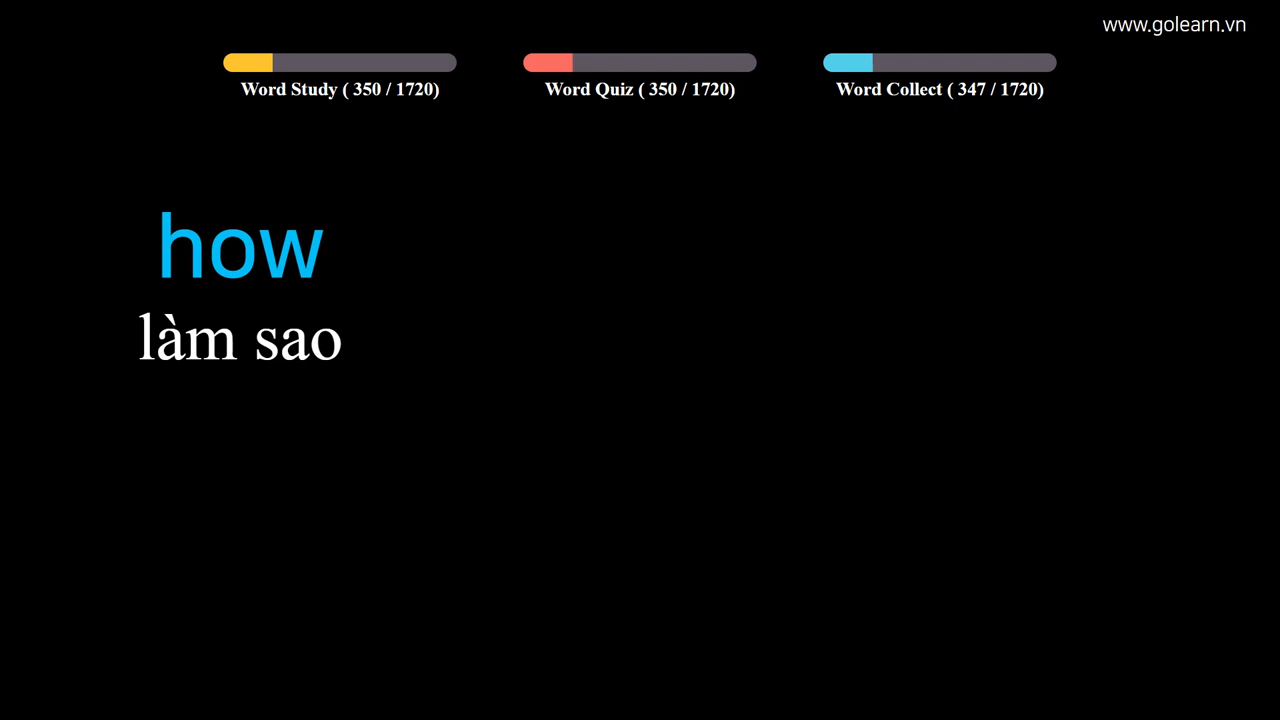 www.golearn.vn
Word Study ( 350 / 1720)
Word Quiz ( 350 / 1720)
Word Collect ( 347 / 1720)
how
làm sao